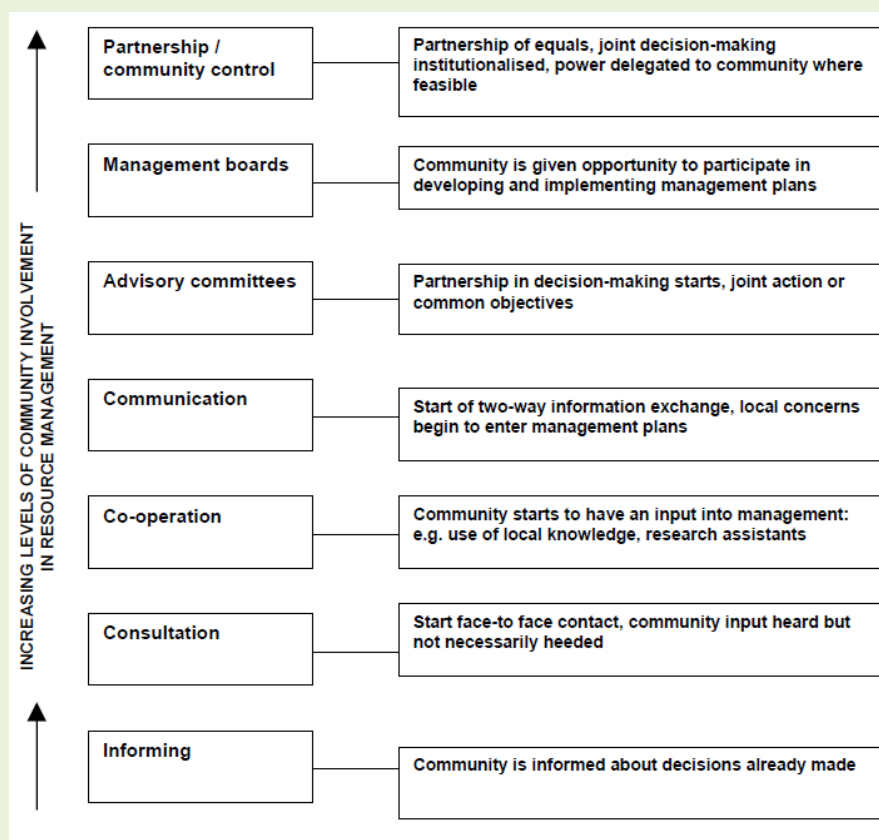 Partnership /
community control
Partnership of equals, joint decision-making
institutionalised, power delegated to community where
feasible
Management boards
Community is given opportunity to participate in
developing and implementing management plans
Advisory committees
Partnership in decision-making starts, joint action or
common objectives
Communication
Start of two-way information exchange, local concerns
begin to enter management plans
Co-operation
Community starts to have an input into management:
e.g. use of local knowledge, research assistants
Consultation
Start face-to face contact, community input heard but
not necessarily heeded
Informing
Community is informed about decisions already made
INCREASING LEVELS OF COMMUNITY INVOLVEMENT
IN RESOURCE MANAGEMENT